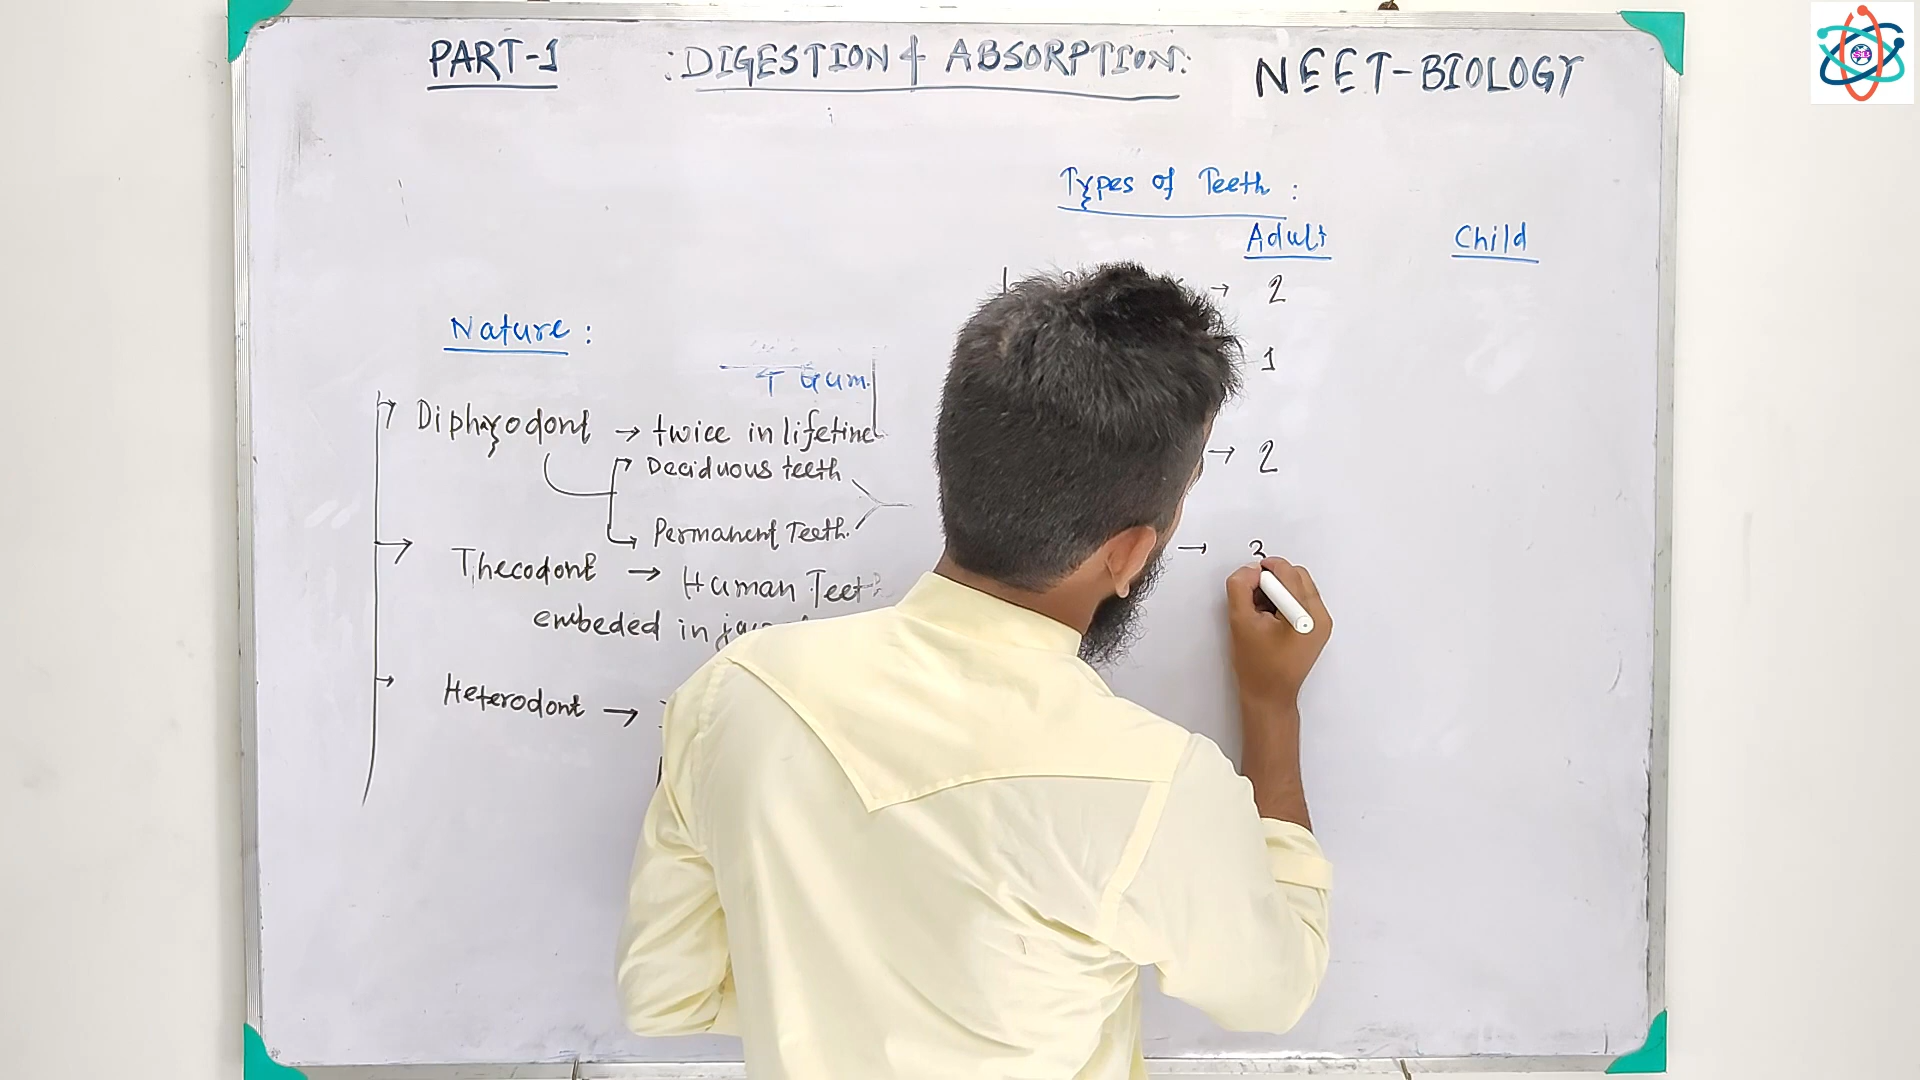 PART-1 :DIGESTION & ABSORPTION: NEET-BIOLOGY
Types of Teeth :
Adult Child
→ 2
1
→ 2
→ 3
Nature :
Gum
Diphyodont → twice in lifetime
Deciduous teeth
Permanent Teeth.
Thecodont → Human Teeth
embeded in jaw
Heterodont →